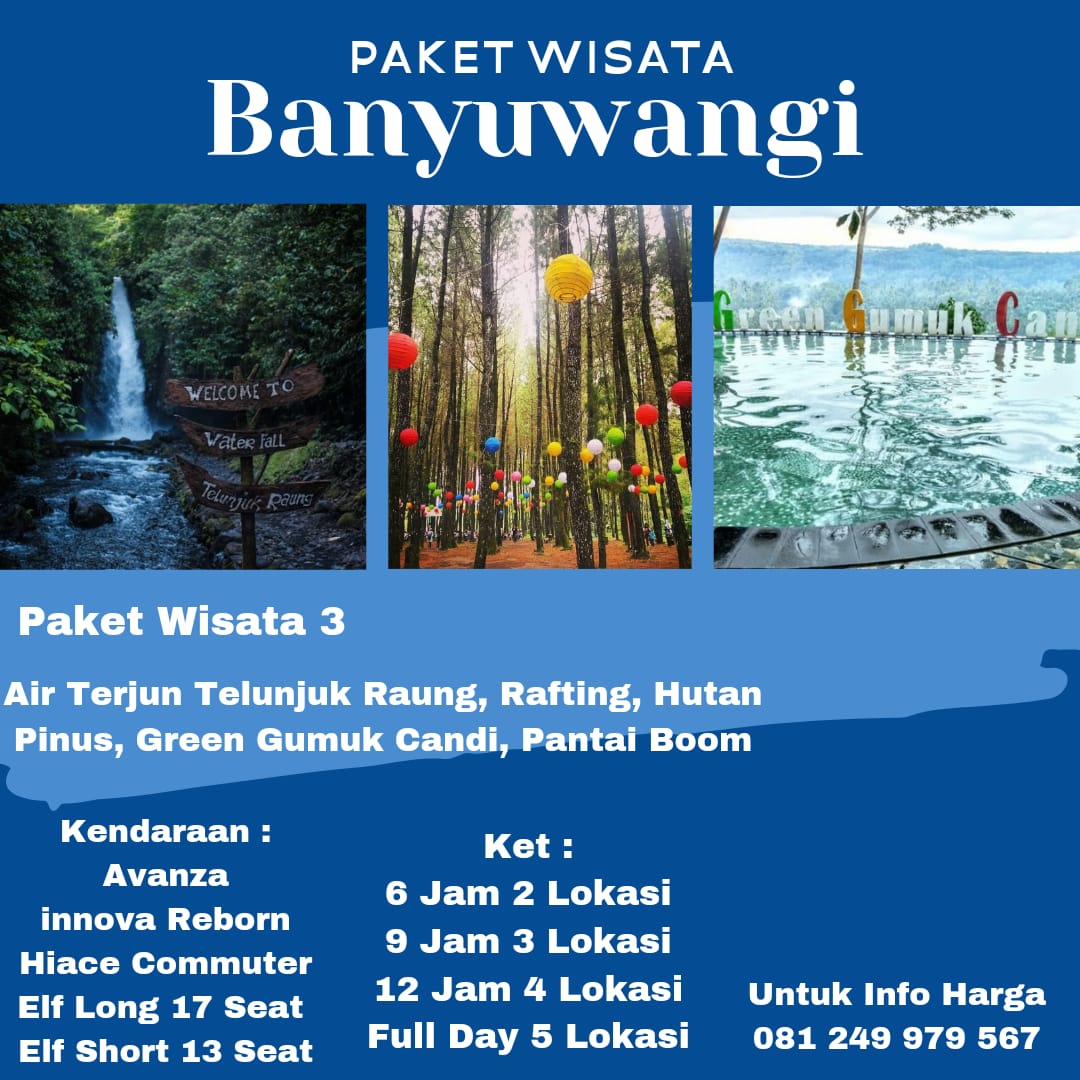 PAKET WISATA
Banyuwangi
WELCOME TO
Water Fall
Telunjuk Raung
Green Gumuk Can
Paket Wisata 3
Air Terjun Telunjuk Raung, Rafting, Hutan
Pinus, Green Gumuk Candi, Pantai Boom
Kendaraan :
Avanza
innova Reborn
Hiace Commuter
Elf Long 17 Seat
Elf Short 13 Seat
Ket :
6 Jam 2 Lokasi
9 Jam 3 Lokasi
12 Jam 4 Lokasi
Full Day 5 Lokasi
Untuk Info Harga
081 249 979 567